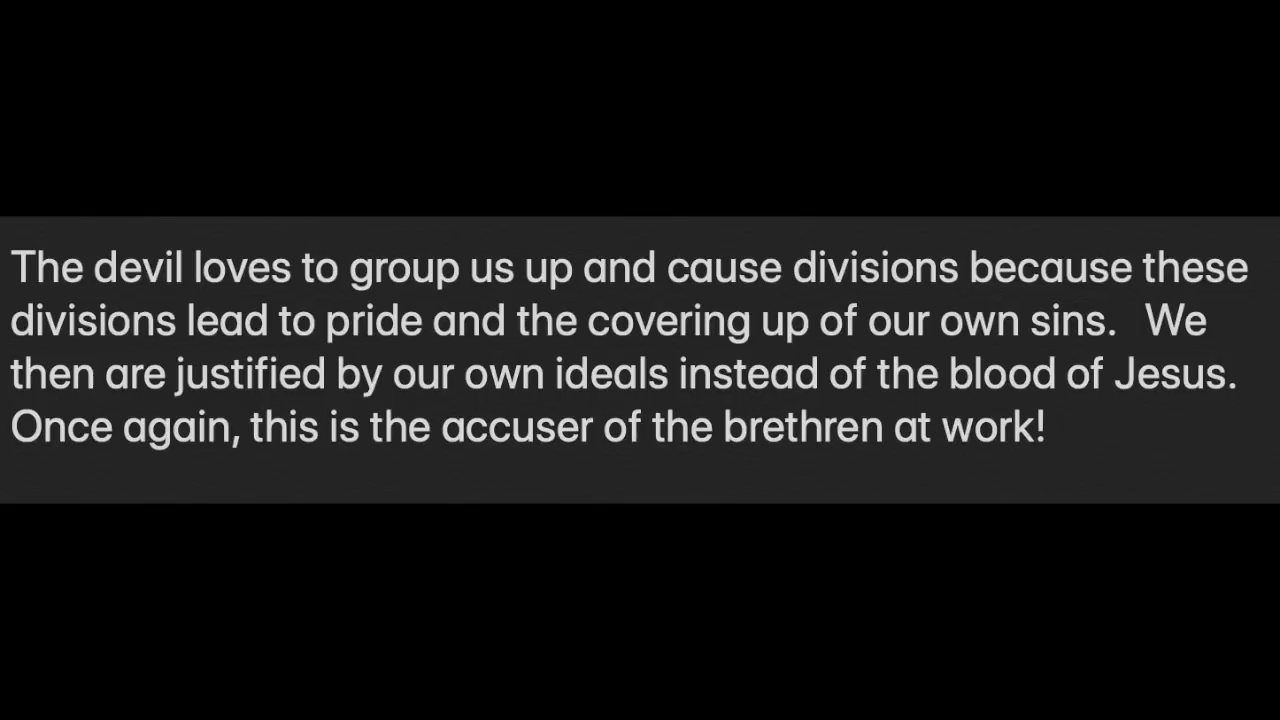 The devil loves to group us up and cause divisions because these
divisions lead to pride and the covering up of our own sins.   We
then are justified by our own ideals instead of the blood of Jesus.
Once again, this is the accuser of the brethren at work!